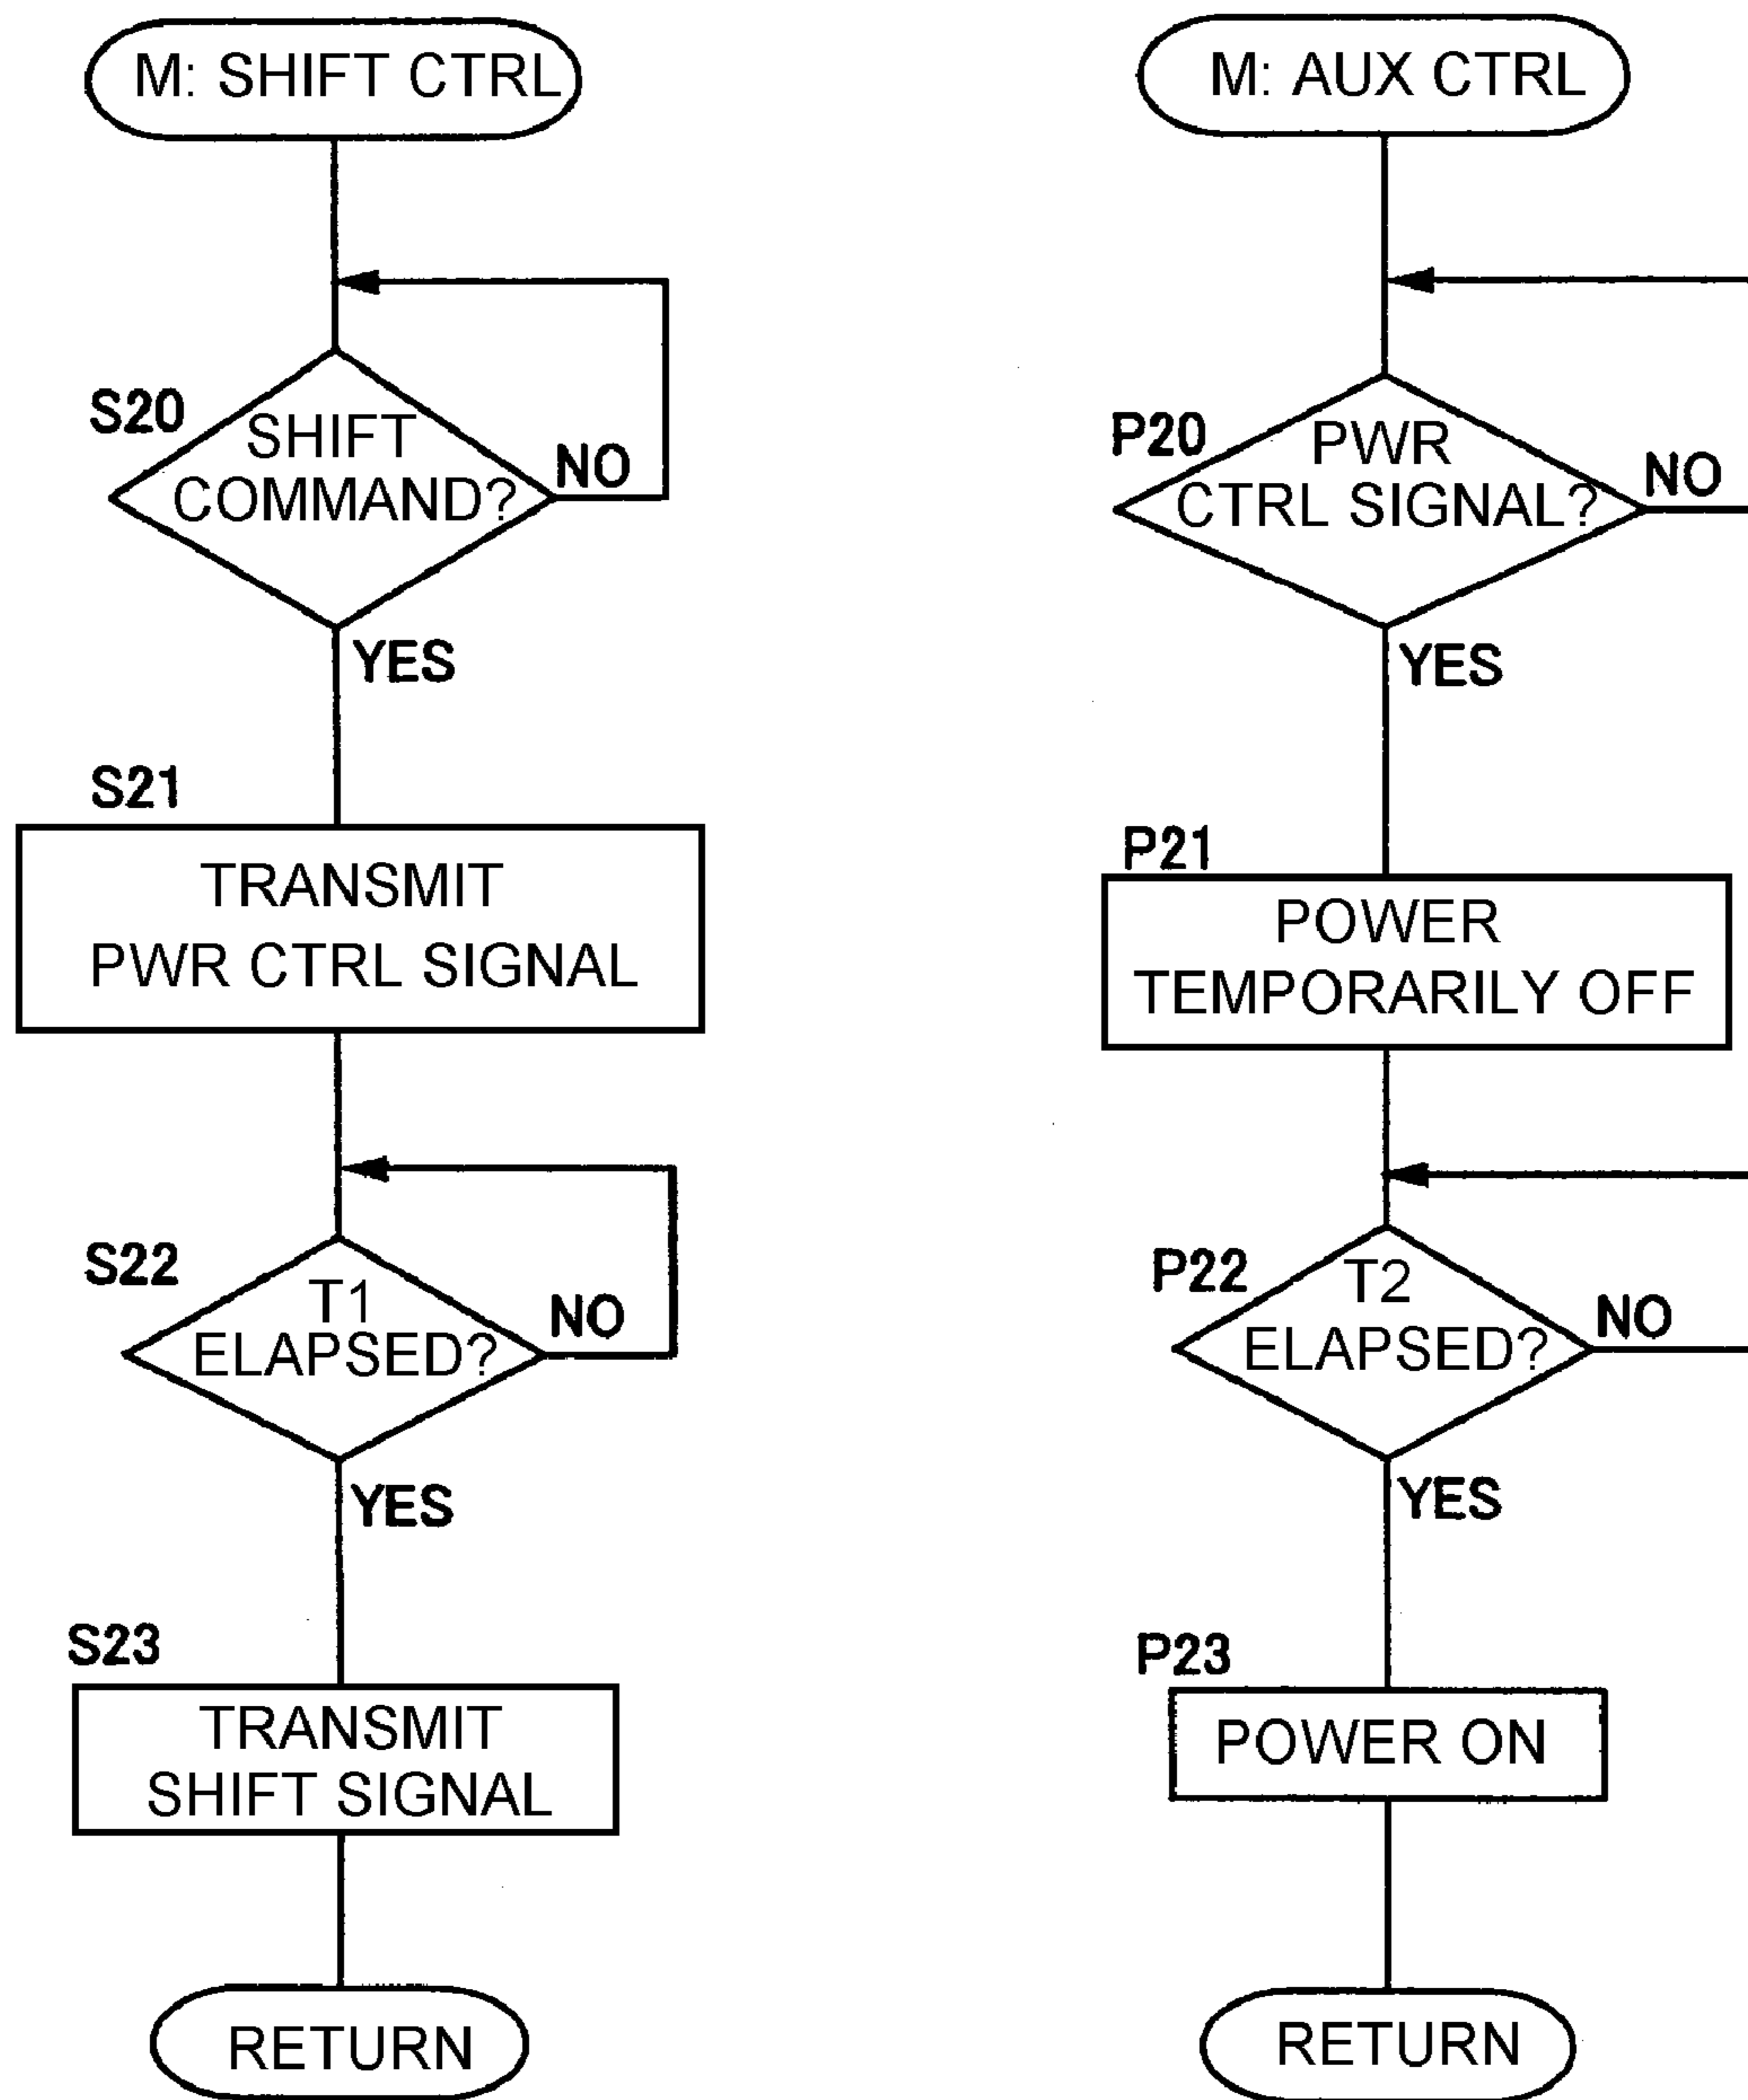 M: SHIFT CTRL
S20
SHIFT
COMMAND?
NO
YES
S21
TRANSMIT
PWR CTRL SIGNAL
S22
T1
ELAPSED?
NO
YES
S23
TRANSMIT
SHIFT SIGNAL
RETURN
M: AUX CTRL
P20
PWR
CTRL SIGNAL?
NO
YES
P21
POWER
TEMPORARILY OFF
P22
T2
ELAPSED?
NO
YES
P23
POWER ON
RETURN